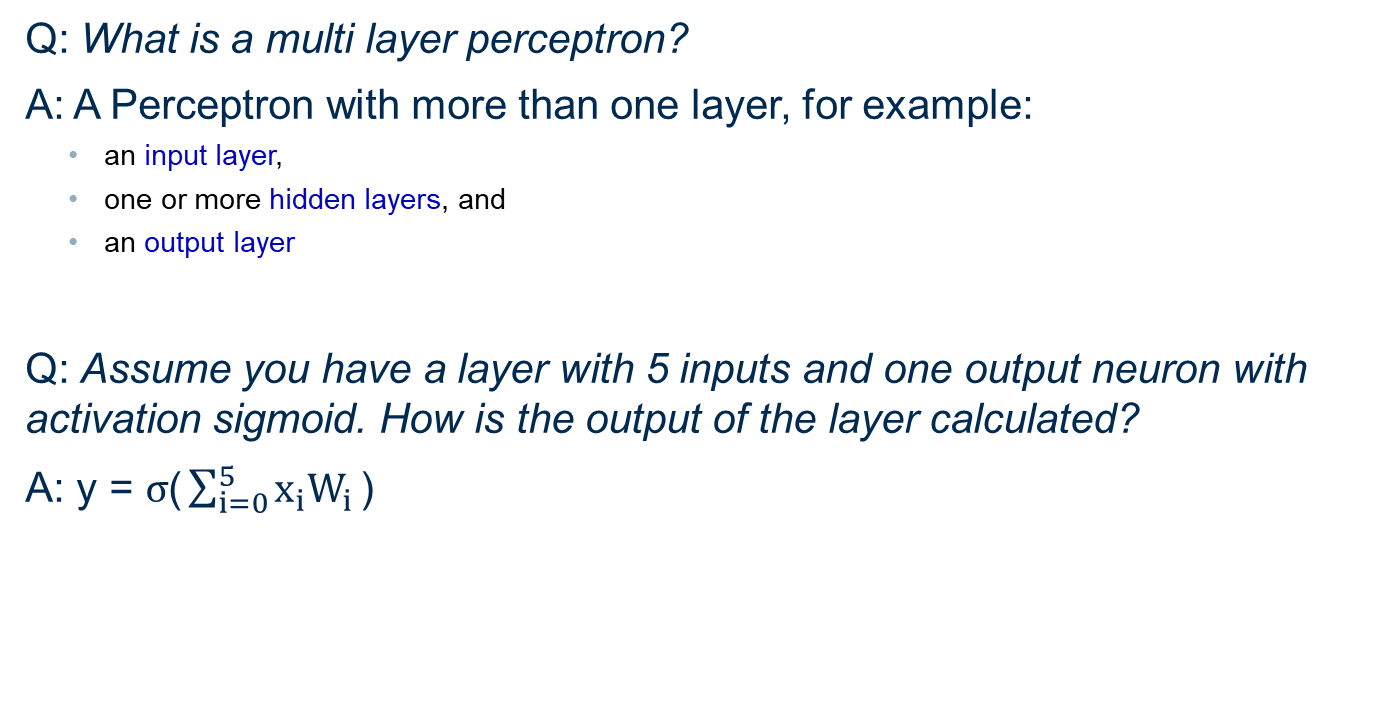 Q: What is a multi layer perceptron?
A: A Perceptron with more than one layer, for example:
• an input layer,
• one or more hidden layers, and
• an output layer
Q: Assume you have a layer with 5 inputs and one output neuron with
activation sigmoid. How is the output of the layer calculated?
A: y = σ(∑⁵ᵢ₌₀ xᵢWᵢ )